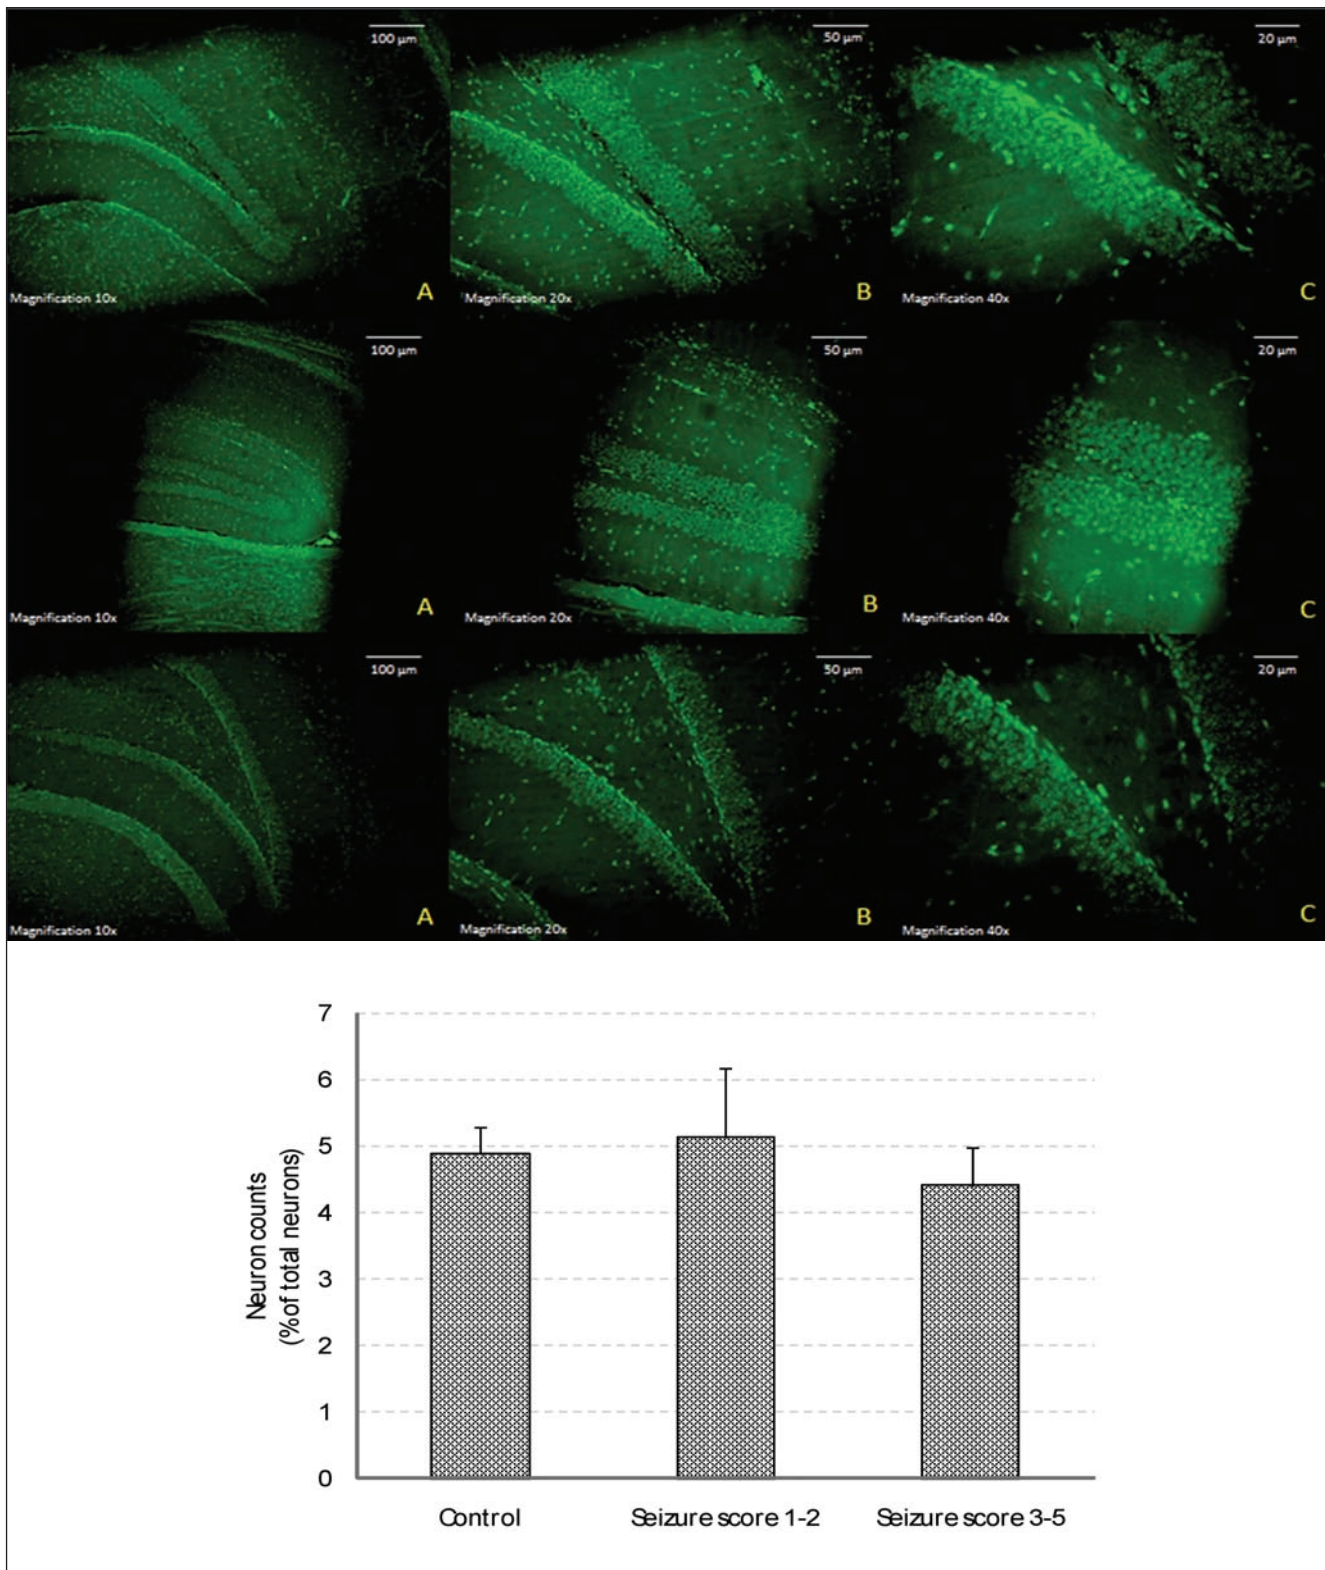 100 µm
50 µm
20 µm
Magnification 10x
A
Magnification 20x
B
Magnification 40x
C
100 µm
50 µm
20 µm
Magnification 10x
A
Magnification 20x
B
Magnification 40x
C
100 µm
50 µm
20 µm
Magnification 10x
A
Magnification 20x
B
Magnification 40x
C
Neuron counts
(% of total neurons)
7
6
5
4
3
2
1
0
Control
Seizure score 1-2
Seizure score 3-5